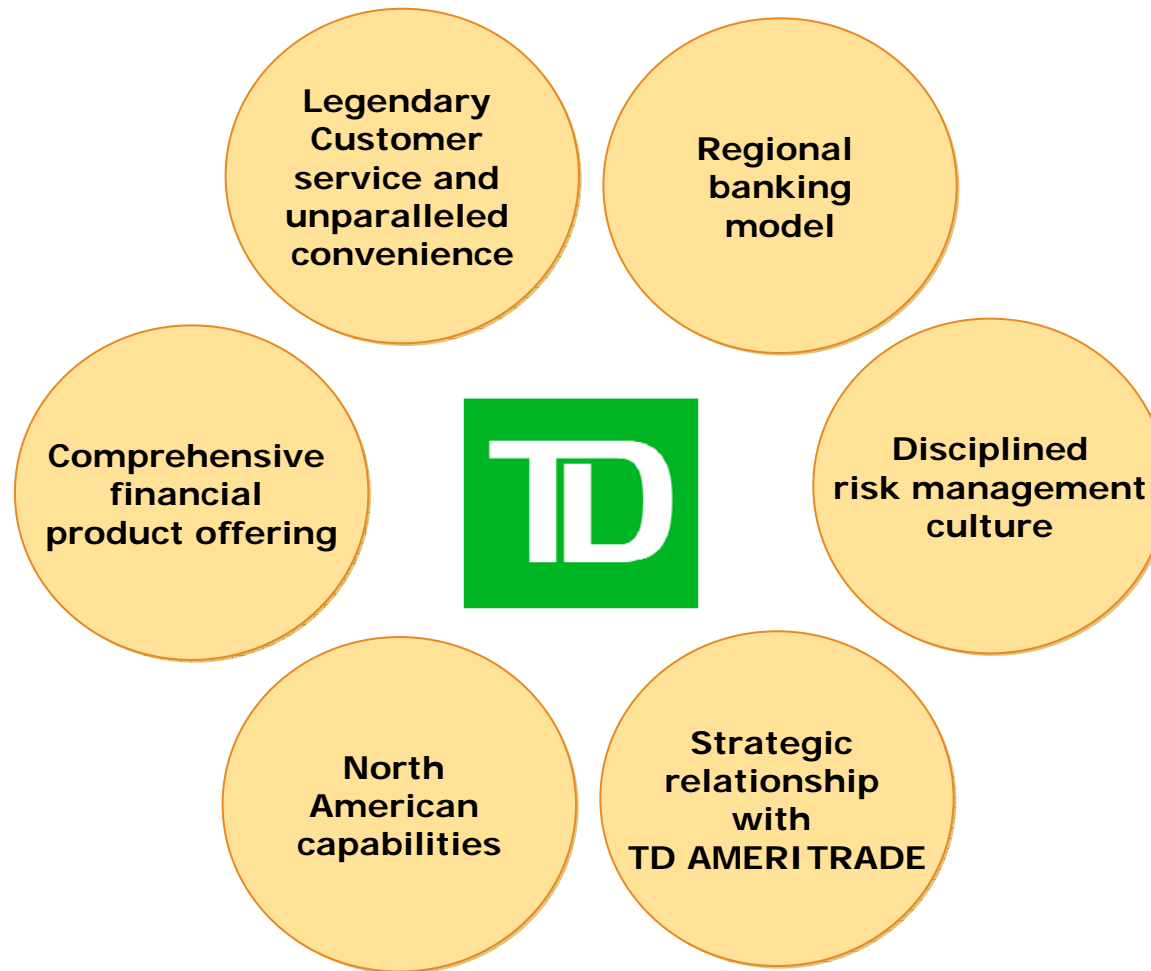 Legendary
Customer
service and
unparalleled
convenience
Regional
banking
model
Comprehensive
financial
product offering
TD
Disciplined
risk management
culture
North
American
capabilities
Strategic
relationship
with
TD AMERITRADE